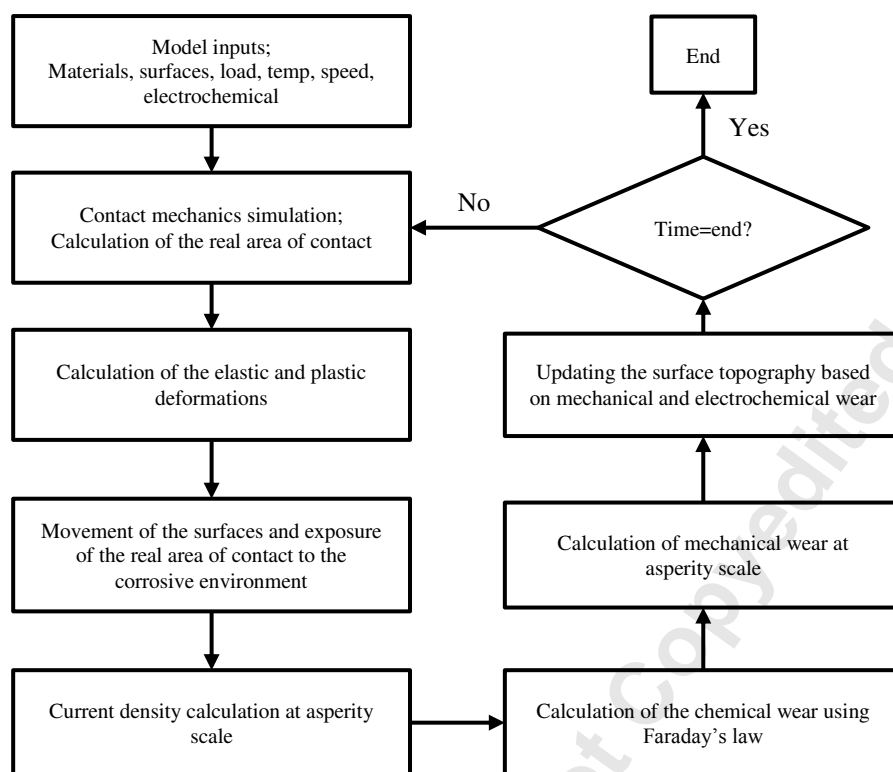 Model inputs;
Materials, surfaces, load, temp, speed,
electrochemical
Contact mechanics simulation;
Calculation of the real area of contact
Calculation of the elastic and plastic
deformations
Movement of the surfaces and exposure
of the real area of contact to the
corrosive environment
Current density calculation at asperity
scale
Calculation of the chemical wear using
Faraday’s law
Calculation of mechanical wear at
asperity scale
Updating the surface topography based
on mechanical and electrochemical wear
Time=end?
No
Yes
End
Copyedited